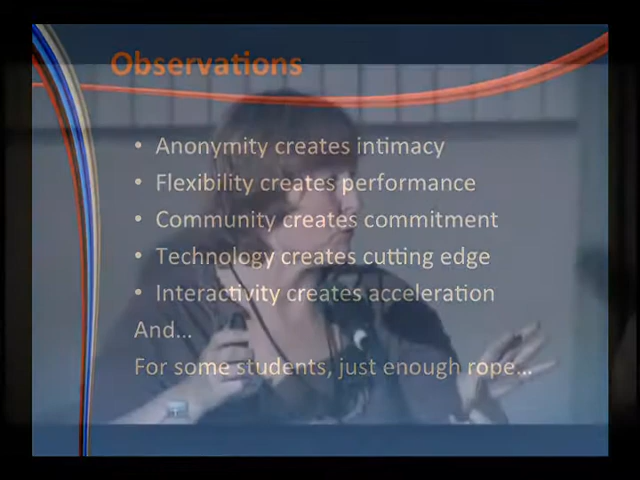 Observations
• Anonymity creates intimacy
• Flexibility creates performance
• Community creates commitment
• Technology creates cutting edge
• Interactivity creates acceleration
And...
For some students, just enough rope...